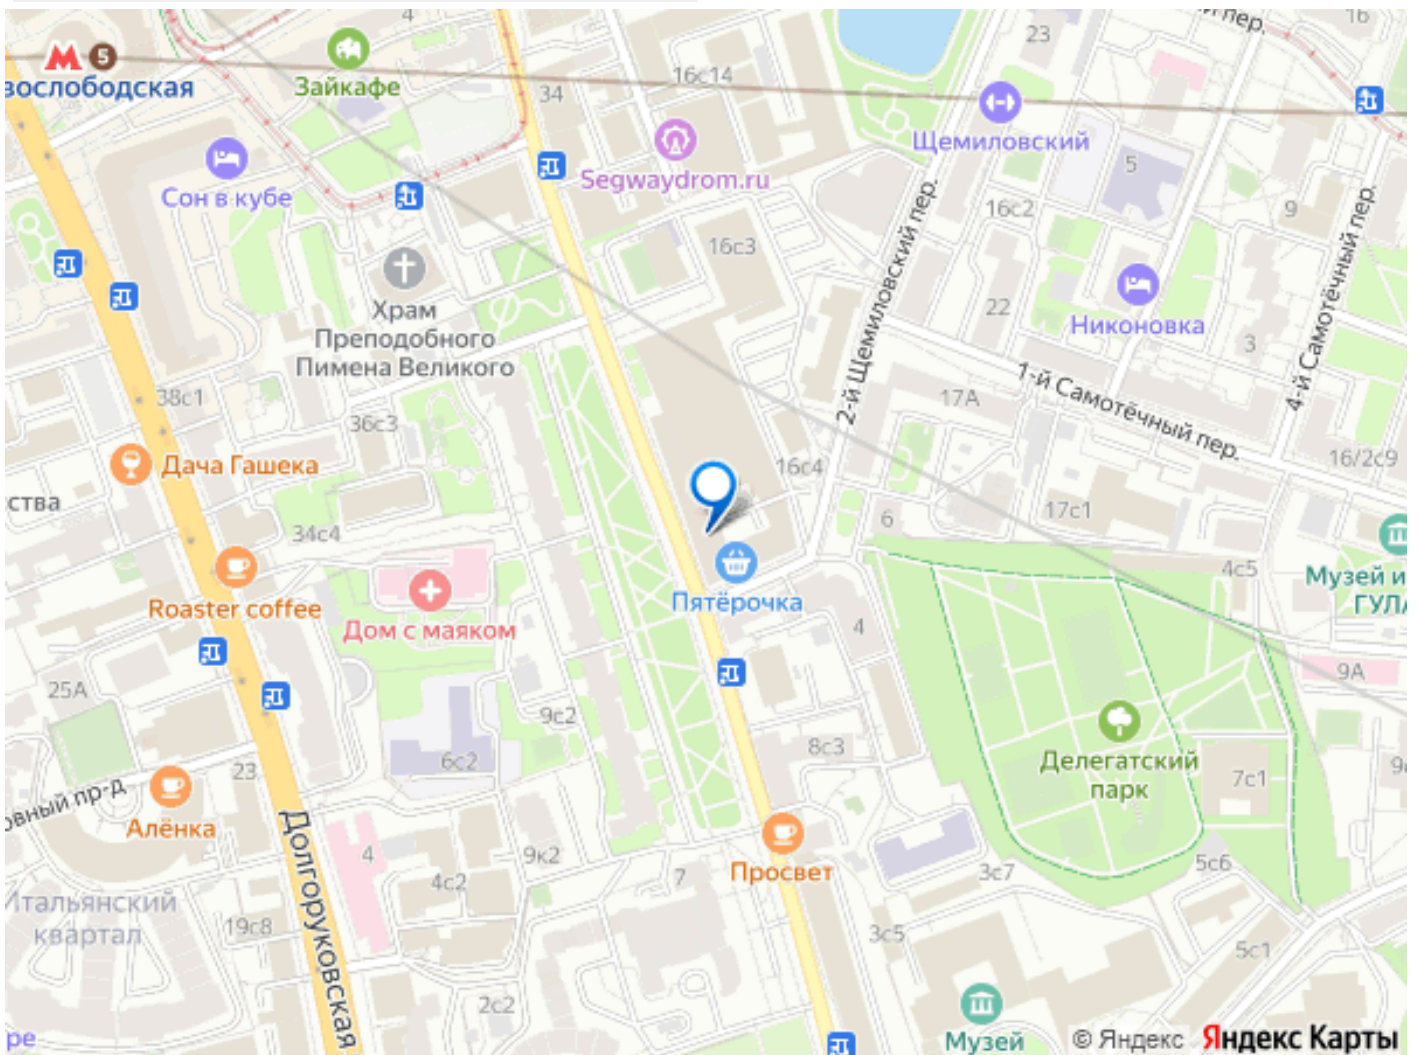 4
23
16
й пер.
М 5
вослободская
Зайкафе
34
16с14
Щемиловский
Segwaydrom.ru
Сон в кубе
5
9
16с2
16с3
2-й Щемиловский пер.
4-й Самотёчный пер.
Храм
Преподобного
Пимена Великого
22
Никоновка
3
1-й Самотёчный пер.
38с1
36с3
17А
Дача Гашека
16с4
16/2с9
ства
6
17с1
34с4
Roaster coffee
Дом с маяком
Пятёрочка
4с5
Музей и
ГУЛА
4
9А
25А
9с2
8с3
6с2
Делегатский
парк
7с1
9
23
овный пр-д
Алёнка
Долгоруковская
4
9к2
4с2
7
Просвет
3с7
5с6
Итальянский
квартал
19с8
3с5
5с1
2с2
Музей
ре
© Яндекс Яндекс Карты